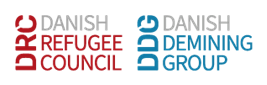 DRC
DANISH
REFUGEE
COUNCIL
DDG
DANISH
DEMINING
GROUP